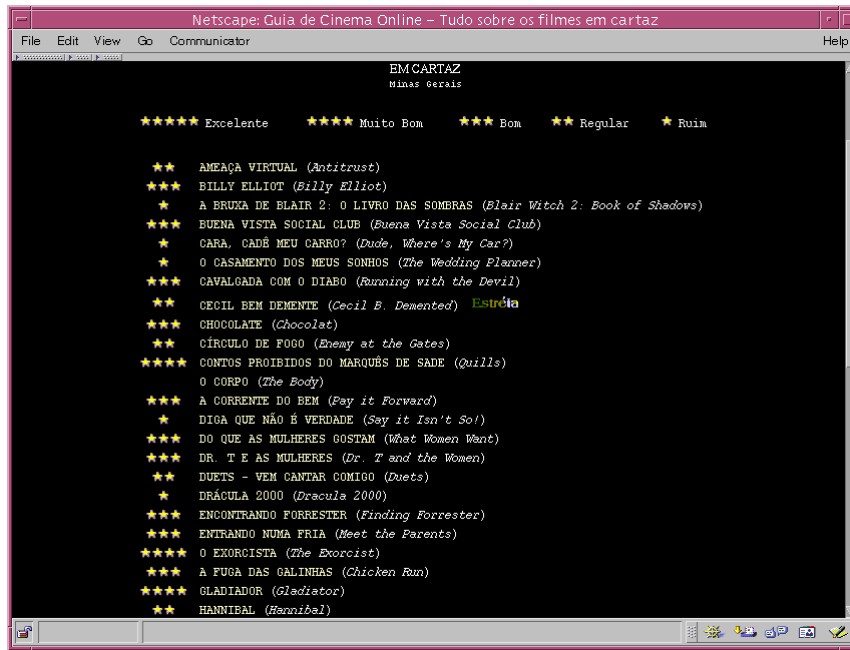 Netscape: Guia de Cinema Online – Tudo sobre os filmes em cartaz
File Edit View Go Communicator Help
EM CARTAZ
Minas Gerais
★★★★★ Excelente ★★★★ Muito Bom ★★★ Bom ★★ Regular ★ Ruim
★★ AMEAÇA VIRTUAL (Antitrust)
★★★ BILLY ELLIOT (Billy Elliot)
★ A BRUXA DE BLAIR 2: O LIVRO DAS SOMBRAS (Blair Witch 2: Book of Shadows)
★★★ BUENA VISTA SOCIAL CLUB (Buena Vista Social Club)
★ CARA, CADÊ MEU CARRO? (Dude, Where's My Car?)
★ O CASAMENTO DOS MEUS SONHOS (The Wedding Planner)
★★★ CAVALGADA COM O DIABO (Running with the Devil)
★★ CECIL BEM DEMENTE (Cecil B. Demented) Estréia
★★★ CHOCOLATE (Chocolat)
★★ CÍRCULO DE FOGO (Enemy at the Gates)
★★★★ CONTOS PROIBIDOS DO MARQUÊS DE SADE (Quills)
O CORPO (The Body)
★★★ A CORRENTE DO BEM (Pay it Forward)
★ DIGA QUE NÃO É VERDADE (Say it Isn't So!)
★★★ DO QUE AS MULHERES GOSTAM (What Women Want)
★★★ DR. T E AS MULHERES (Dr. T and the Women)
★★ DUETS - VEM CANTAR COMIGO (Duets)
★ DRÁCULA 2000 (Dracula 2000)
★★★ ENCONTRANDO FORRESTER (Finding Forrester)
★★★ ENTRANDO NUMA FRIA (Meet the Parents)
★★★★ O EXORCISTA (The Exorcist)
★★★ A FUGA DAS GALINHAS (Chicken Run)
★★★★ GLADIADOR (Gladiator)
★★ HANNIBAL (Hannibal)